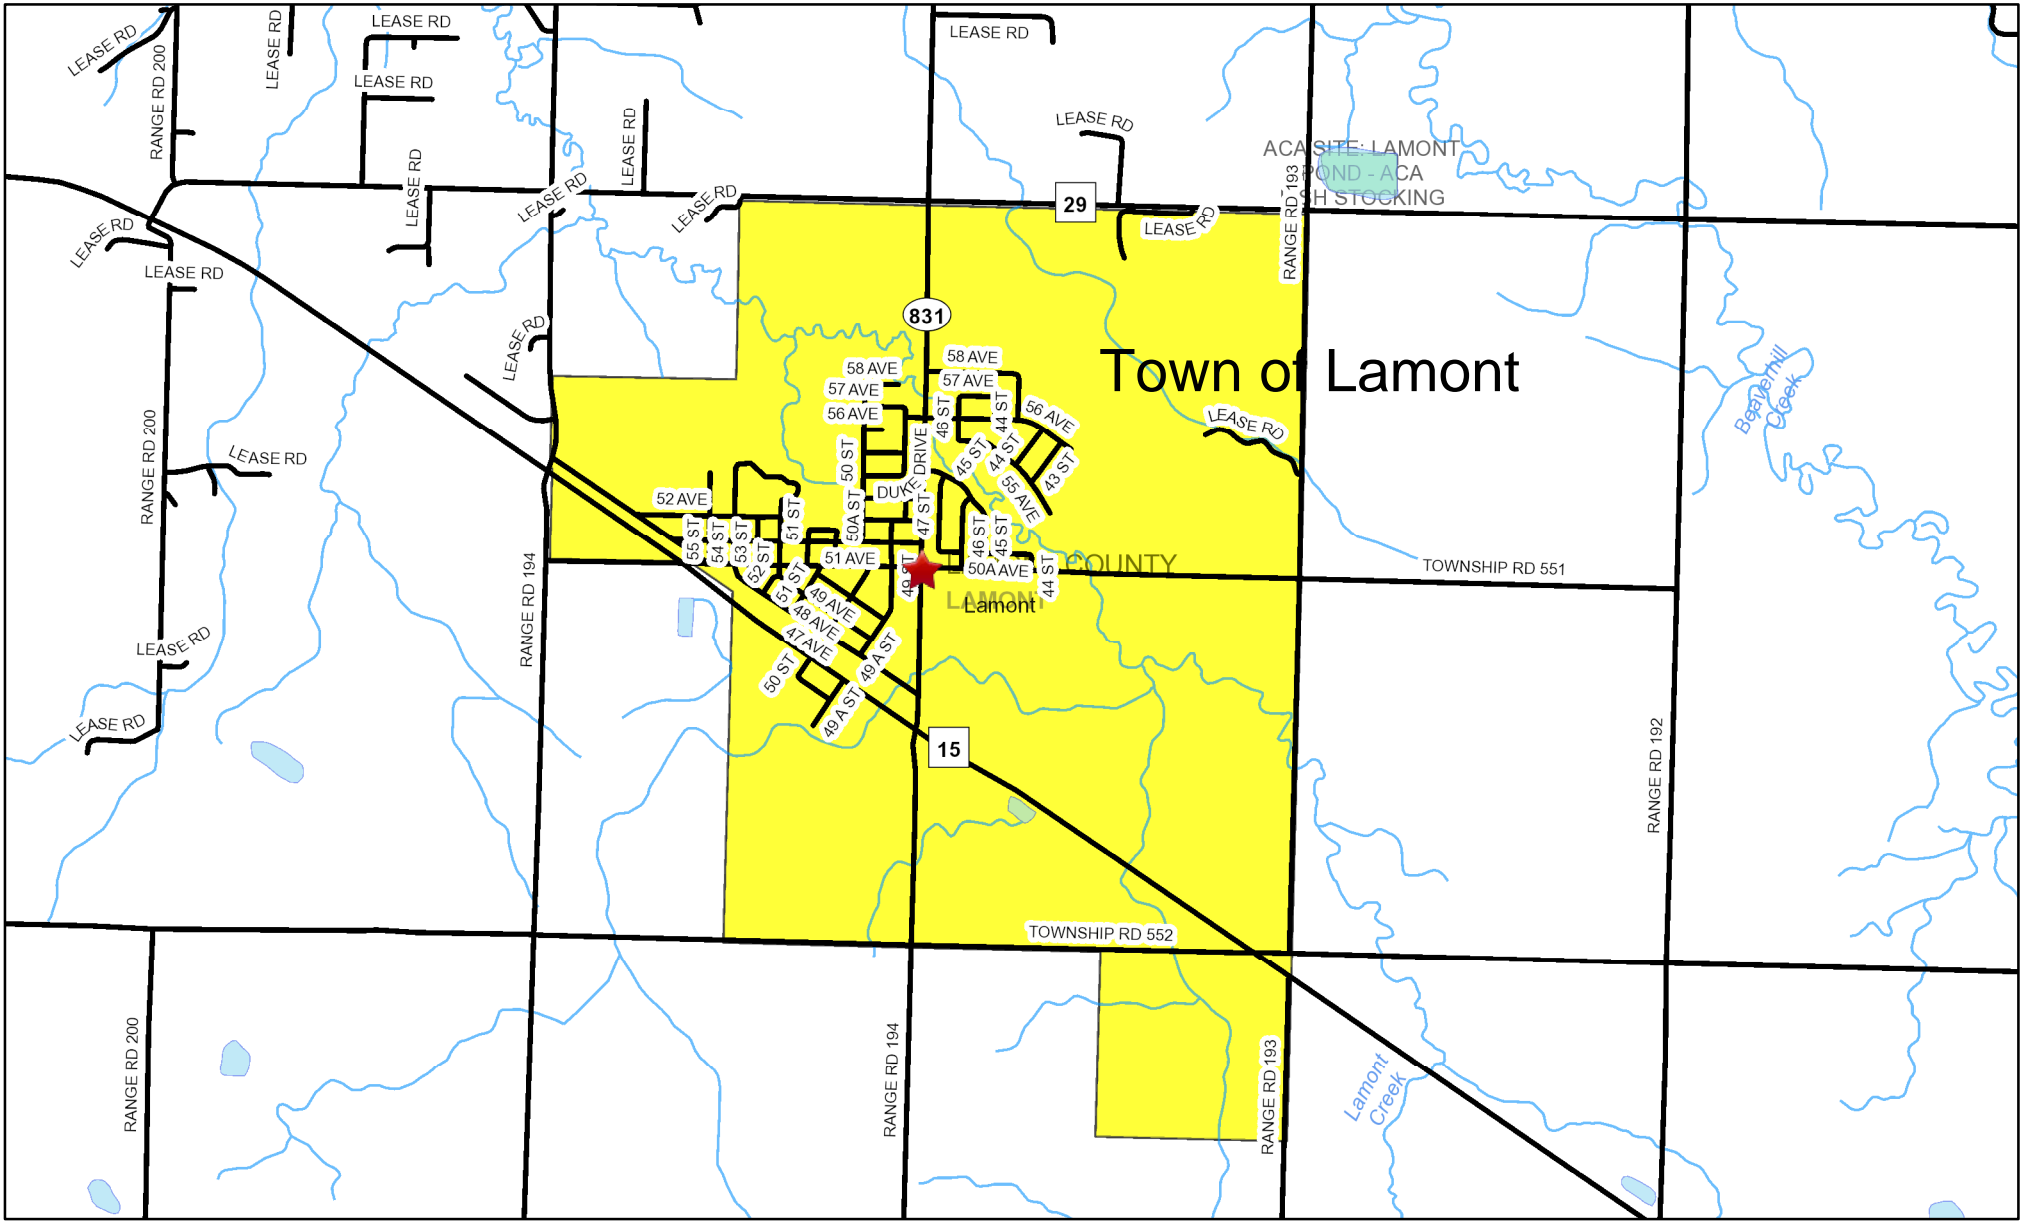 LEASE RD
LEASE RD
LEASE RD
LEASE RD
RANGE RD 200
LEASE RD
LEASE RD
LEASE RD
LEASE RD
ACA SITE: LAMONT
POND - ACA
SH STOCKING
LEASE RD
LEASE RD
LEASE RD
29
LEASE RD
RANGE RD 193
LEASE RD
LEASE RD
831
LEASE RD
Town of Lamont
58 AVE
58 AVE
57 AVE
57 AVE
56 AVE
46 ST
44 ST
56 AVE
LEASE RD
Beaverhill
Creek
RANGE RD 200
LEASE RD
50 ST
DUKE DRIVE
45 ST
44 ST
43 ST
55 AVE
52 AVE
55 ST
54 ST
53 ST
52 ST
51 ST
50A ST
47 ST
46 ST
45 ST
51 AVE
49 ST
COUNTY
50A AVE
44 ST
TOWNSHIP RD 551
LAMONT
Lamont
51 ST
49 AVE
48 AVE
47 AVE
RANGE RD 194
LEASE RD
50 ST
49 A ST
49 A ST
LEASE RD
15
RANGE RD 192
TOWNSHIP RD 552
RANGE RD 200
RANGE RD 194
RANGE RD 193
Lamont
Creek